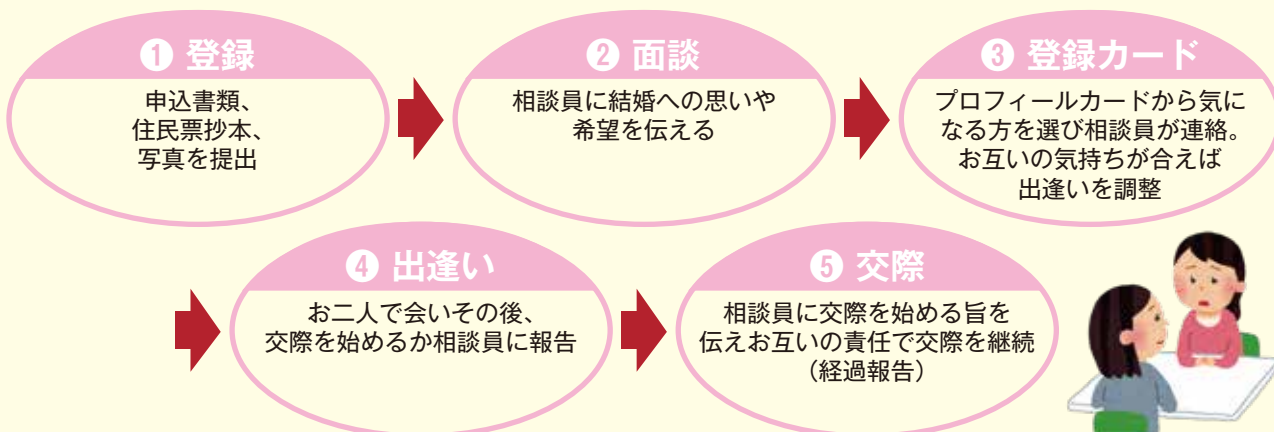 ❶ 登録
申込書類、
住民票抄本、
写真を提出
❷ 面談
相談員に結婚への思いや
希望を伝える
❸ 登録カード
プロフィールカードから気に
なる方を選び相談員が連絡。
お互いの気持ちが合えば
出逢いを調整
❹ 出逢い
お二人で会いその後、
交際を始めるか相談員に報告
❺ 交際
相談員に交際を始める旨を
伝えお互いの責任で交際を継続
（経過報告）